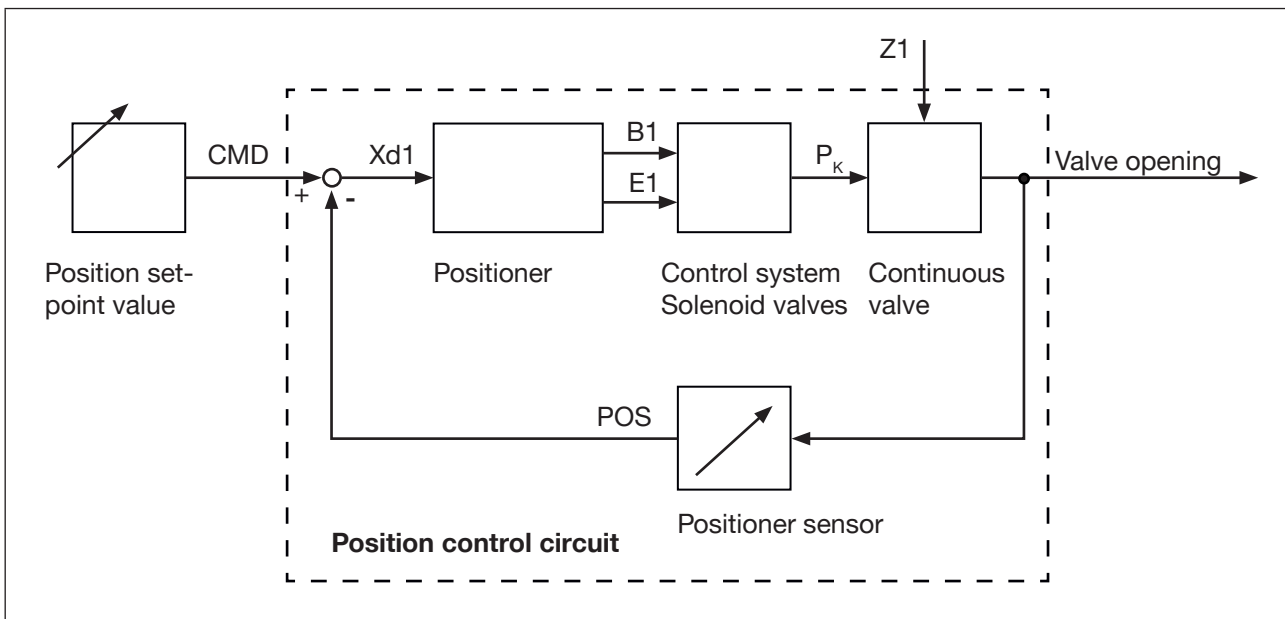 Z1
CMD
Xd1
B1
E1
P_K
Valve opening
+
-
Position set-
point value
Positioner
Control system
Solenoid valves
Continuous
valve
POS
Positioner sensor
Position control circuit